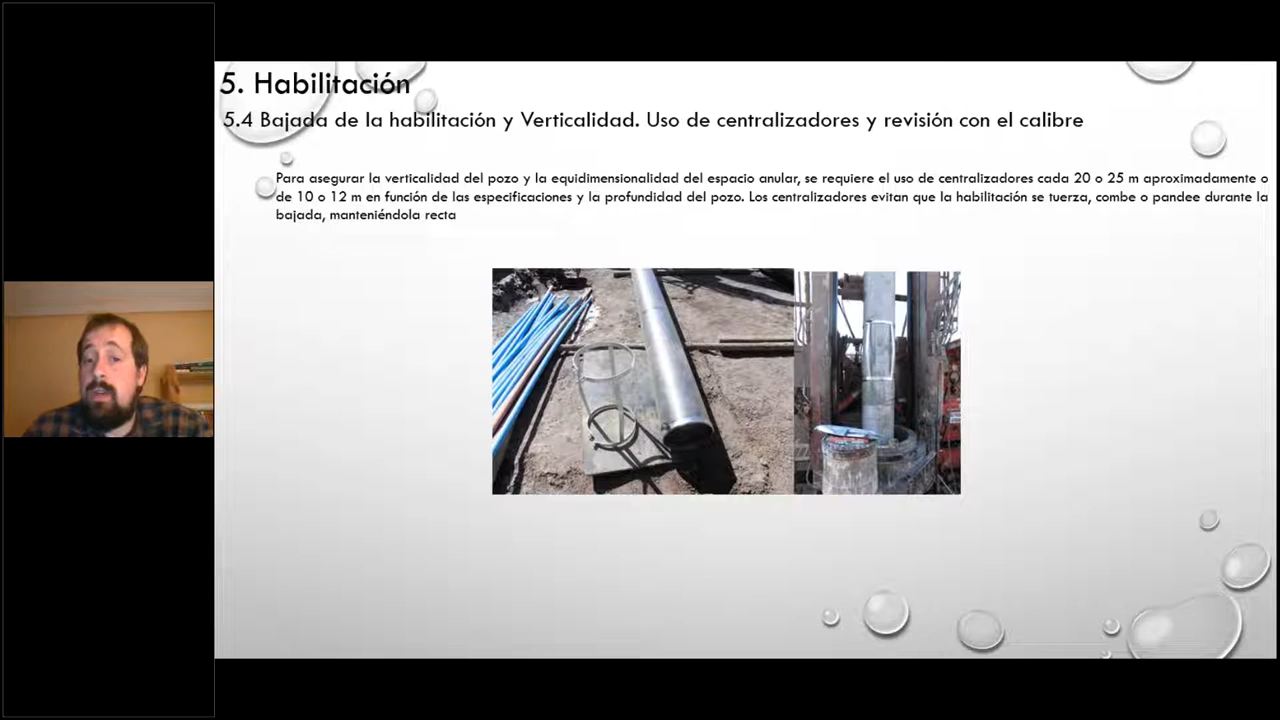 5. Habilitación
5.4 Bajada de la habilitación y Verticalidad. Uso de centralizadores y revisión con el calibre
Para asegurar la verticalidad del pozo y la equidimensionalidad del espacio anular, se requiere el uso de centralizadores cada 20 o 25 m aproximadamente o
de 10 o 12 m en función de las especificaciones y la profundidad del pozo. Los centralizadores evitan que la habilitación se tuerza, combe o pandee durante la
bajada, manteniéndola recta